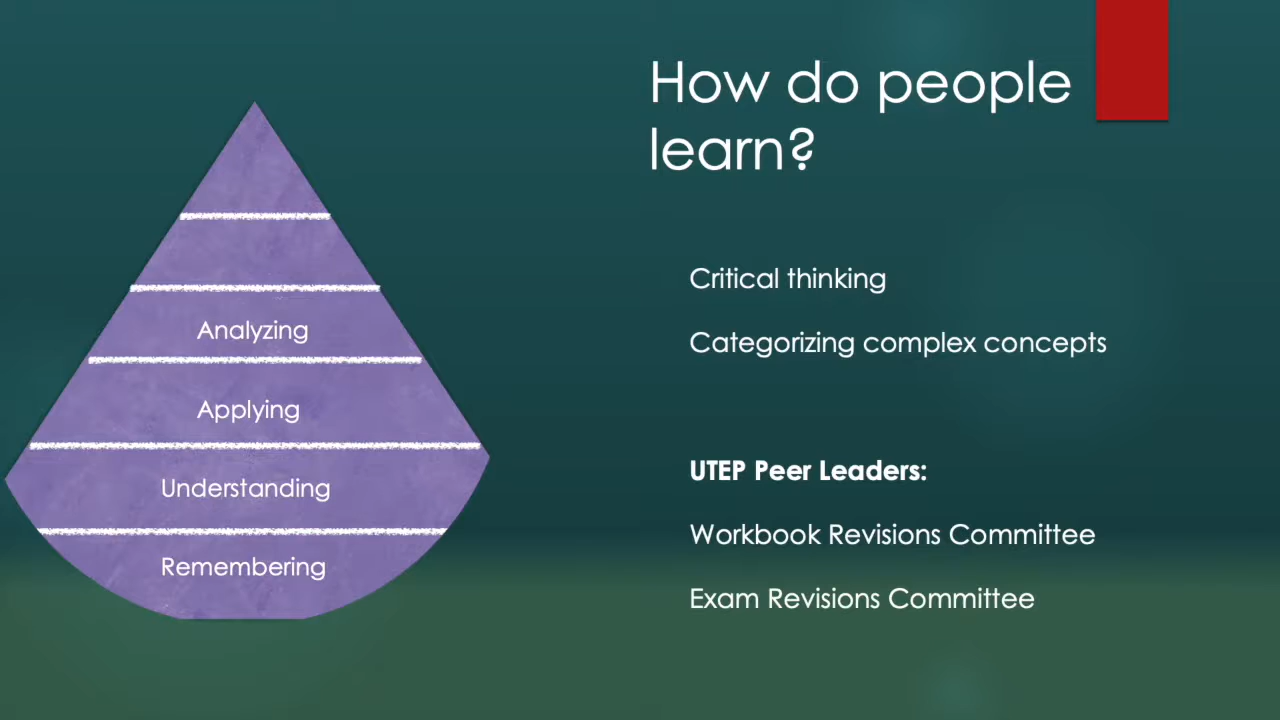 How do people
learn?
Analyzing
Applying
Understanding
Remembering
Critical thinking
Categorizing complex concepts
UTEP Peer Leaders:
Workbook Revisions Committee
Exam Revisions Committee